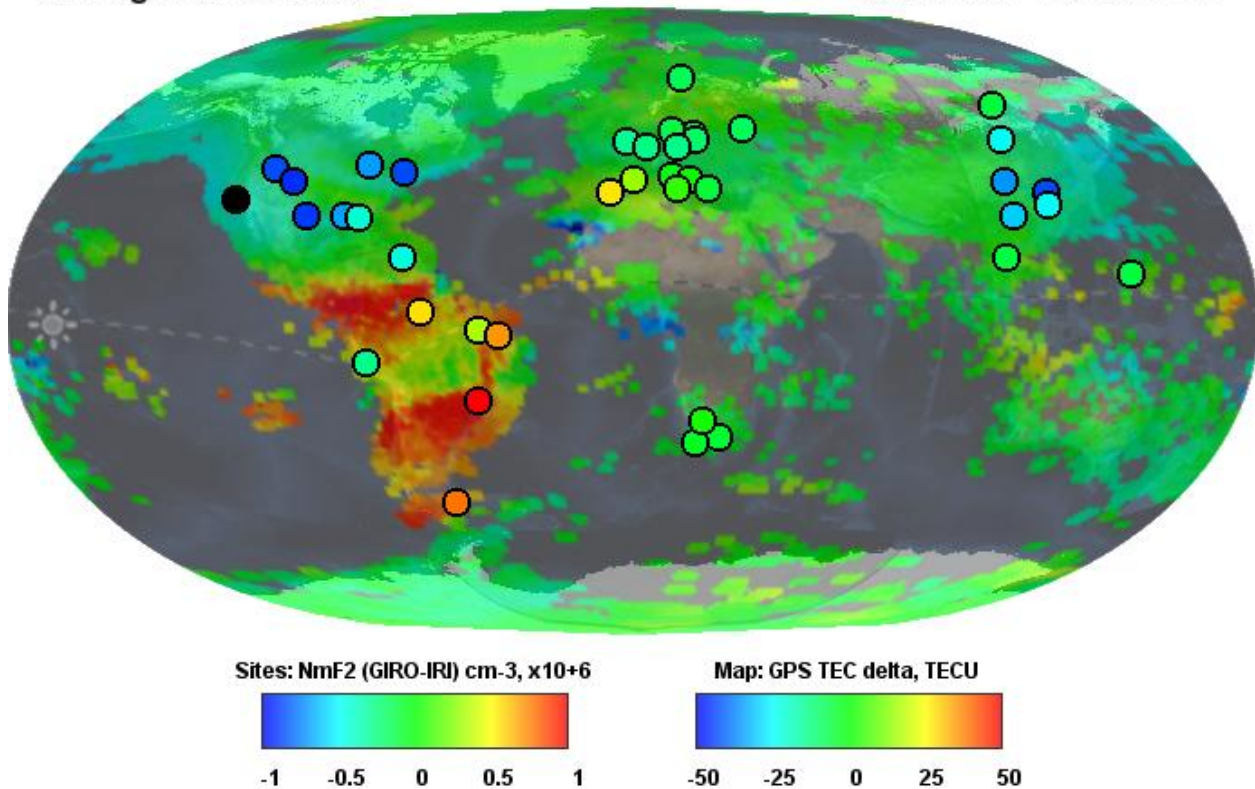 Sites: NmF2 (GIRO-IRI) cm-3, x10+6
Map: GPS TEC delta, TECU
-1 -0.5 0 0.5 1
-50 -25 0 25 50